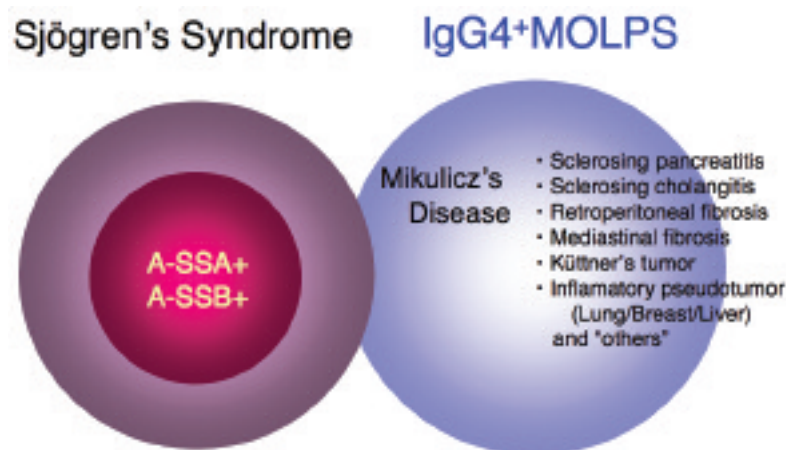 Sjögren's Syndrome
IgG4⁺MOLPS
A-SSA+
A-SSB+
Mikulicz's
Disease
・Sclerosing pancreatitis
・Sclerosing cholangitis
・Retroperitoneal fibrosis
・Mediastinal fibrosis
・Küttner's tumor
・Inflamatory pseudotumor
(Lung/Breast/Liver)
and "others"